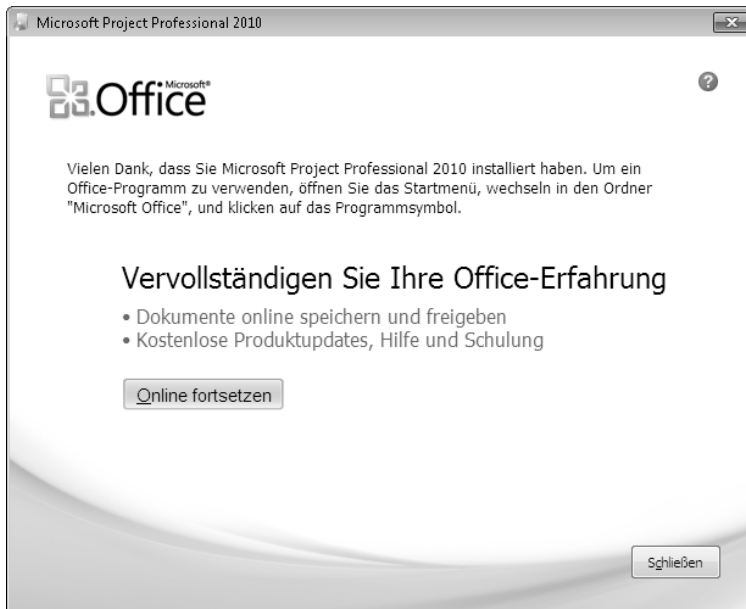 Microsoft Project Professional 2010
Microsoft®
Office
Vielen Dank, dass Sie Microsoft Project Professional 2010 installiert haben. Um ein
Office-Programm zu verwenden, öffnen Sie das Startmenü, wechseln in den Ordner
"Microsoft Office", und klicken auf das Programmsymbol.
Vervollständigen Sie Ihre Office-Erfahrung
• Dokumente online speichern und freigeben
• Kostenlose Produktupdates, Hilfe und Schulung
Online fortsetzen
Schließen